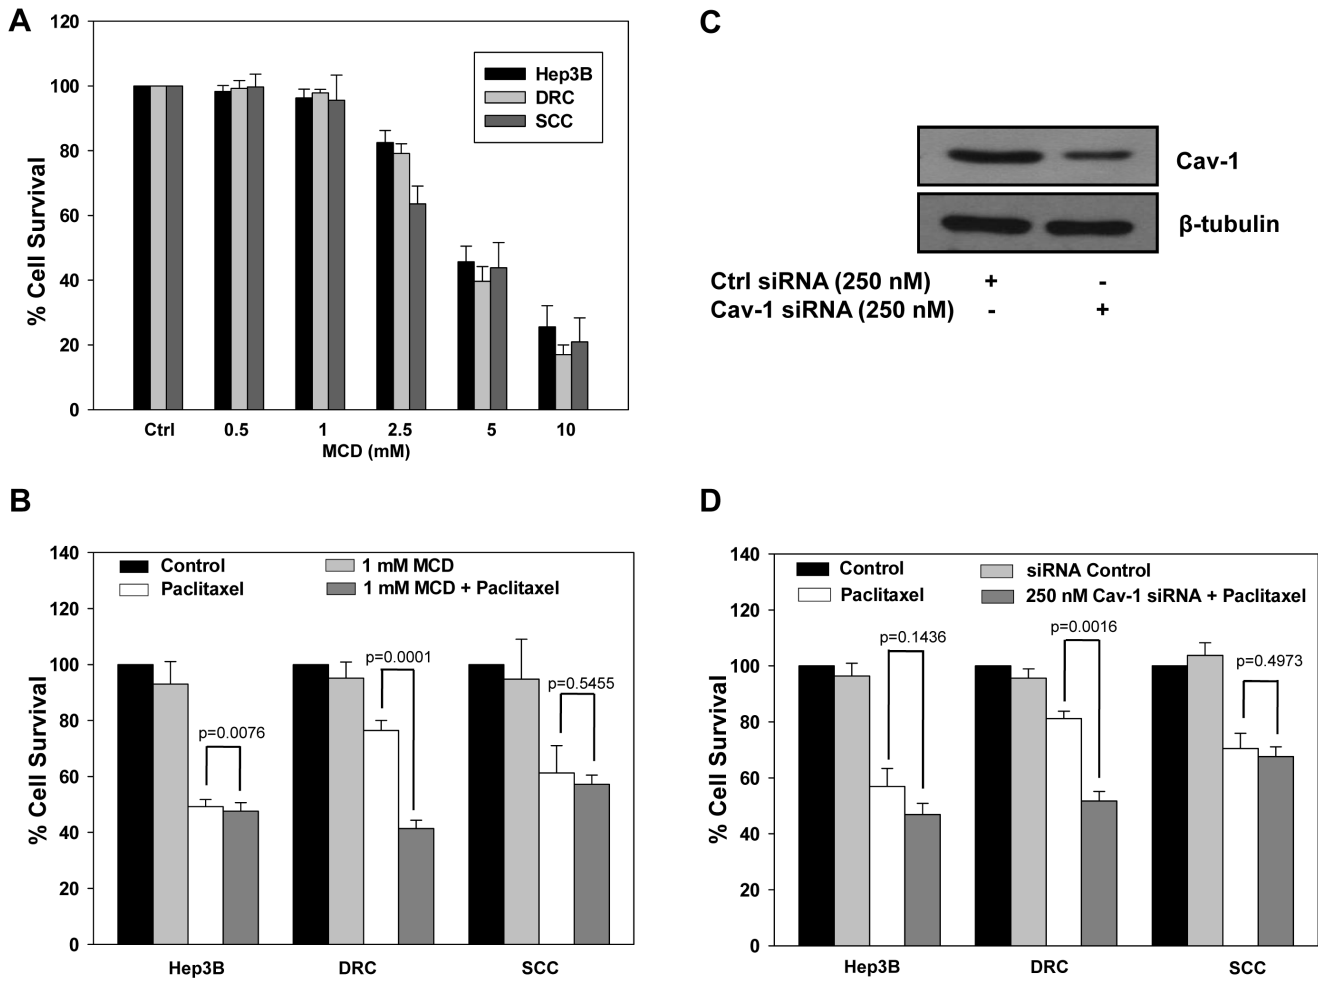 A
120
100
80
60
40
20
0
% Cell Survival
Hep3B
DRC
SCC
Ctrl 0.5 1 2.5 5 10
MCD (mM)
C
Cav-1
β-tubulin
Ctrl siRNA (250 nM) + -
Cav-1 siRNA (250 nM) - +
B
140
120
100
80
60
40
20
0
% Cell Survival
Control 1 mM MCD
Paclitaxel 1 mM MCD + Paclitaxel
p=0.0076
p=0.0001
p=0.5455
Hep3B DRC SCC
D
140
120
100
80
60
40
20
0
% Cell Survival
Control siRNA Control
Paclitaxel 250 nM Cav-1 siRNA + Paclitaxel
p=0.1436
p=0.0016
p=0.4973
Hep3B DRC SCC